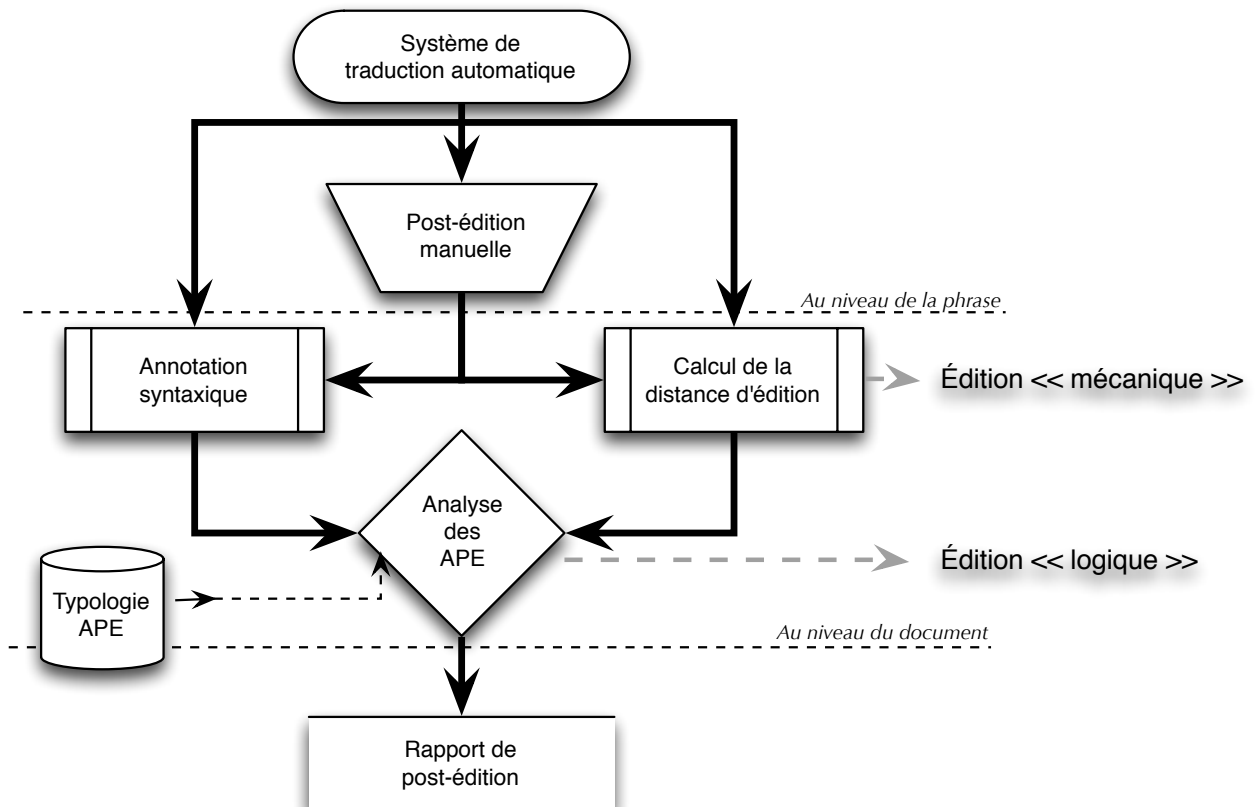 Système de
traduction automatique
Post-édition
manuelle
Au niveau de la phrase
Annotation
syntaxique
Calcul de la
distance d'édition
Édition << mécanique >>
Analyse
des
APE
Édition << logique >>
Typologie
APE
Au niveau du document
Rapport de
post-édition